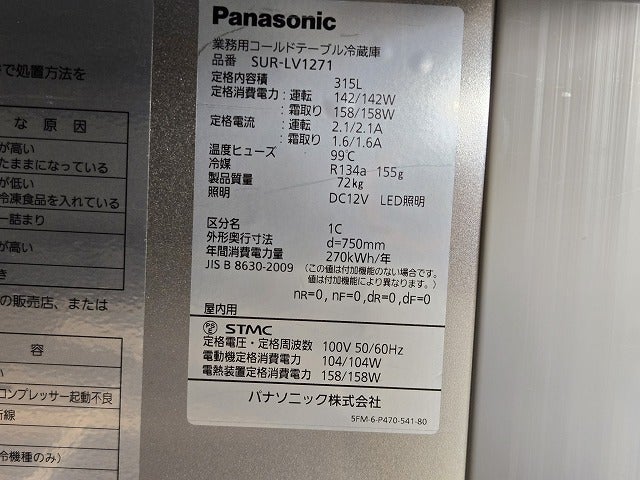 Panasonic
業務用コールドテーブル冷蔵庫
品番 SUR-LV1271
定格内容積 315L
定格消費電力:運転 142/142W
:霜取り 158/158W
定格電流 :運転 2.1/2.1A
:霜取り 1.6/1.6A
温度ヒューズ 99℃
冷媒 R134a 155g
製品質量 72kg
照明 DC12V LED照明
区分名 1C
外形奥行寸法 d=750mm
年間消費電力量 270kWh/年
JIS B 8630-2009 (この値は付加機能のない場合です。
値は付加機能により異なります。)
nR=0, nF=0, dR=0, dF=0
屋内用
PSE STMC
定格電圧・定格周波数 100V 50/60Hz
電動機定格消費電力 104/104W
電熱装置定格消費電力 158/158W
パナソニック株式会社
5FM-6-P470-541-80
で処置方法を
な原因
が高い
たままになっている
が低い
冷凍食品を入れている
ー詰まり
が高い
き
の販売店、または
容
い
コンプレッサー起動不良
断線
冷機種のみ)